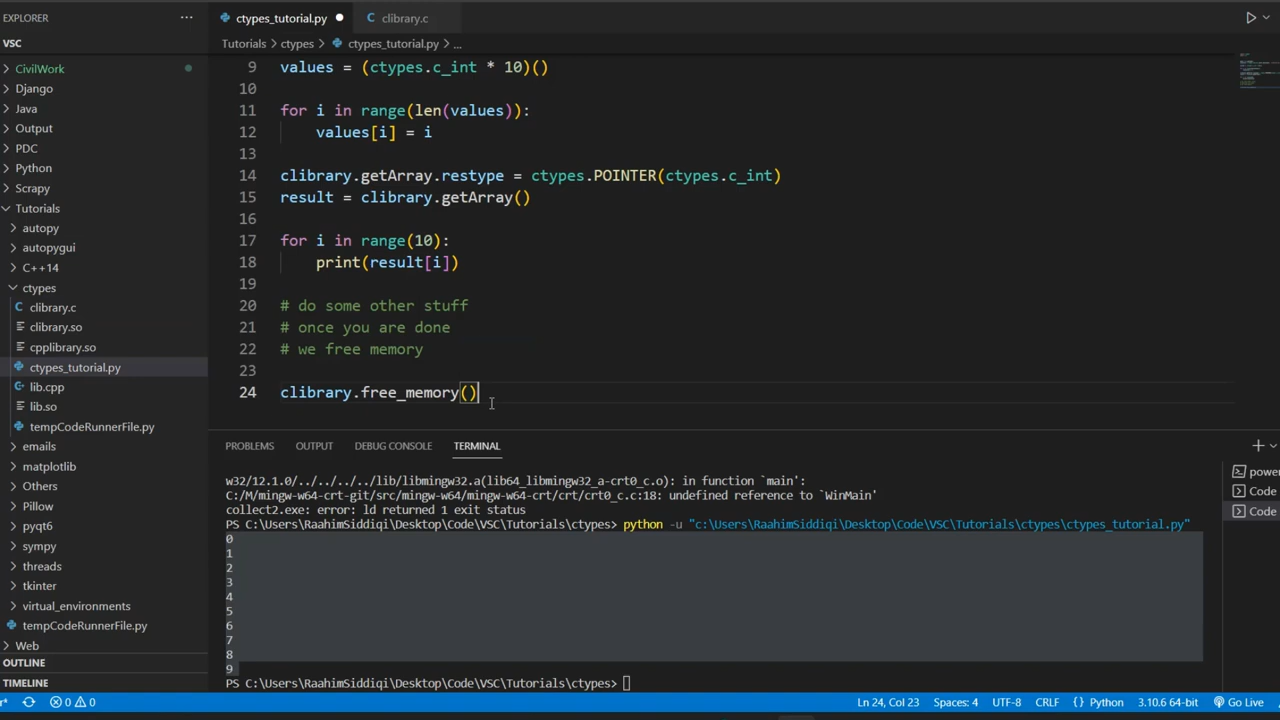 EXPLORER
VSC
CivilWork
Django
Java
Output
PDC
Python
Scrapy
Tutorials
autopy
autopygui
C++14
ctypes
clibrary.c
clibrary.so
cpplibrary.so
ctypes_tutorial.py
lib.cpp
lib.so
tempCodeRunnerFile.py
emails
matplotlib
Others
Pillow
pyqt6
sympy
threads
tkinter
virtual_environments
tempCodeRunnerFile.py
Web
OUTLINE
TIMELINE
ctypes_tutorial.py clibrary.c
Tutorials > ctypes > ctypes_tutorial.py > ...
9 values = (ctypes.c_int * 10)()
10
11 for i in range(len(values)):
12 values[i] = i
13
14 clibrary.getArray.restype = ctypes.POINTER(ctypes.c_int)
15 result = clibrary.getArray()
16
17 for i in range(10):
18 print(result[i])
19
20 # do some other stuff
21 # once you are done
22 # we free memory
23
24 clibrary.free_memory()
PROBLEMS OUTPUT DEBUG CONSOLE TERMINAL
w32/12.1.0/../../../../lib/libmingw32.a(lib64_libmingw32_a-crt0_c.o): in function `main':
C:/M/mingw-w64-crt-git/src/mingw-w64/mingw-w64-crt/crt/crt0_c.c:18: undefined reference to `WinMain'
collect2.exe: error: ld returned 1 exit status
PS C:\Users\RaahimSiddiqi\Desktop\Code\VSC\Tutorials\ctypes> python -u "c:\Users\RaahimSiddiqi\Desktop\Code\VSC\Tutorials\ctypes\ctypes_tutorial.py"
0
1
2
3
4
5
6
7
8
9
PS C:\Users\RaahimSiddiqi\Desktop\Code\VSC\Tutorials\ctypes>
power
Code
Code
r* 0 0 Ln 24, Col 23 Spaces: 4 UTF-8 CRLF { } Python 3.10.6 64-bit Go Live